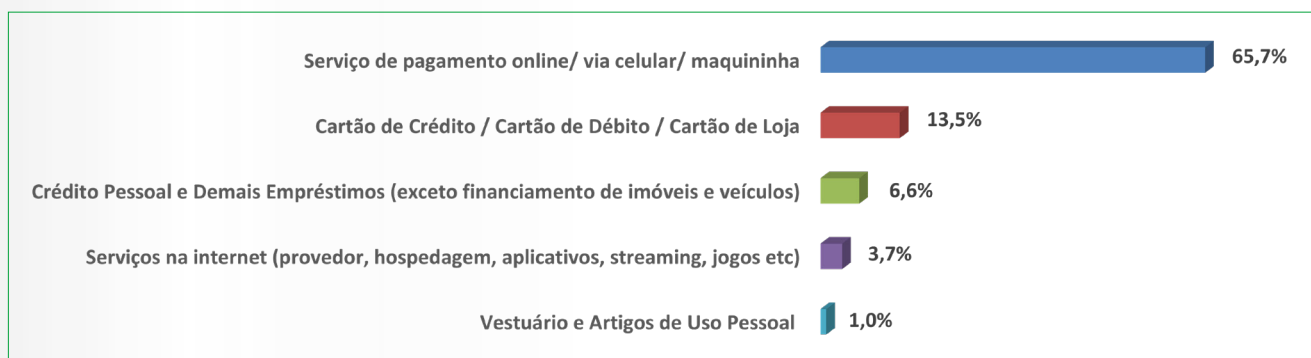 Serviço de pagamento online/ via celular/ maquininha 65,7%
Cartão de Crédito / Cartão de Débito / Cartão de Loja 13,5%
Crédito Pessoal e Demais Empréstimos (exceto financiamento de imóveis e veículos) 6,6%
Serviços na internet (provedor, hospedagem, aplicativos, streaming, jogos etc) 3,7%
Vestuário e Artigos de Uso Pessoal 1,0%